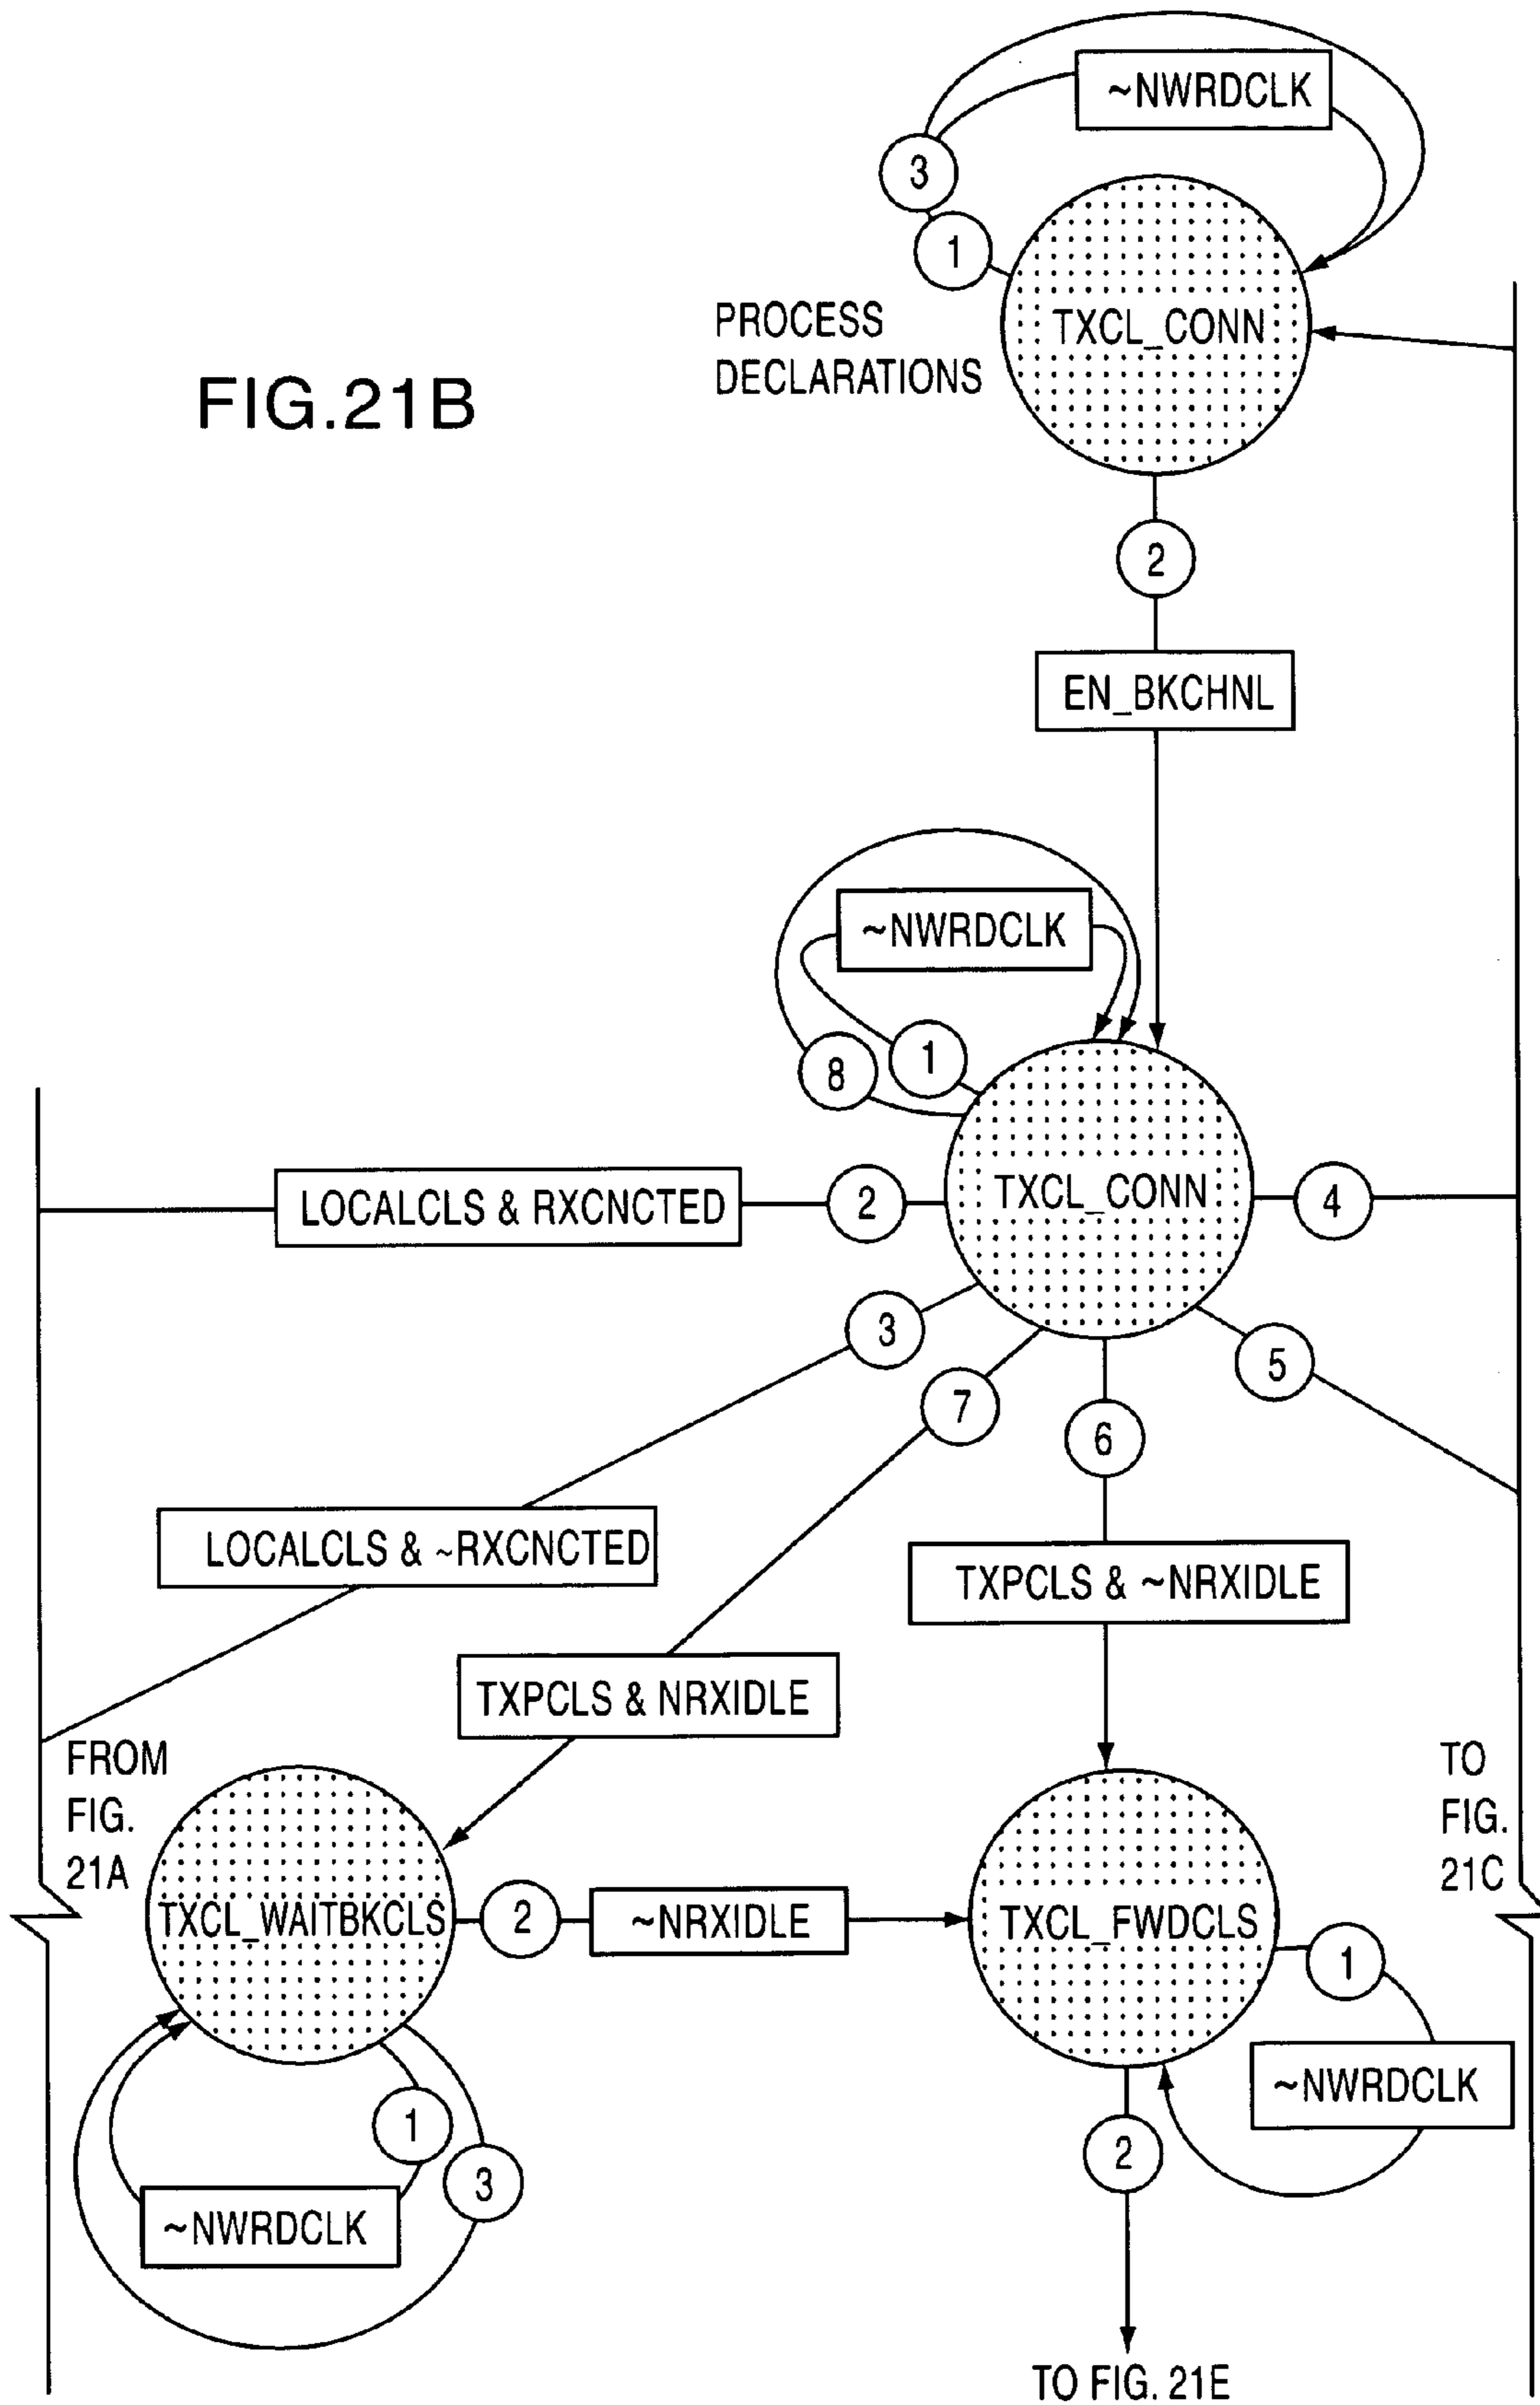 ~NWRDCLK
3
1
PROCESS
DECLARATIONS
TXCL_CONN
FIG.21B
2
EN_BKCHNL
~NWRDCLK
8
1
LOCALCLS & RXCNCTED
2
TXCL_CONN
4
3
7
6
5
LOCALCLS & ~RXCNCTED
TXPCLS & ~NRXIDLE
TXPCLS & NRXIDLE
FROM
FIG.
21A
TO
FIG.
21C
TXCL_WAITBKCLS
2
~NRXIDLE
TXCL_FWDCLS
1
~NWRDCLK
1
3
2
~NWRDCLK
TO FIG. 21E